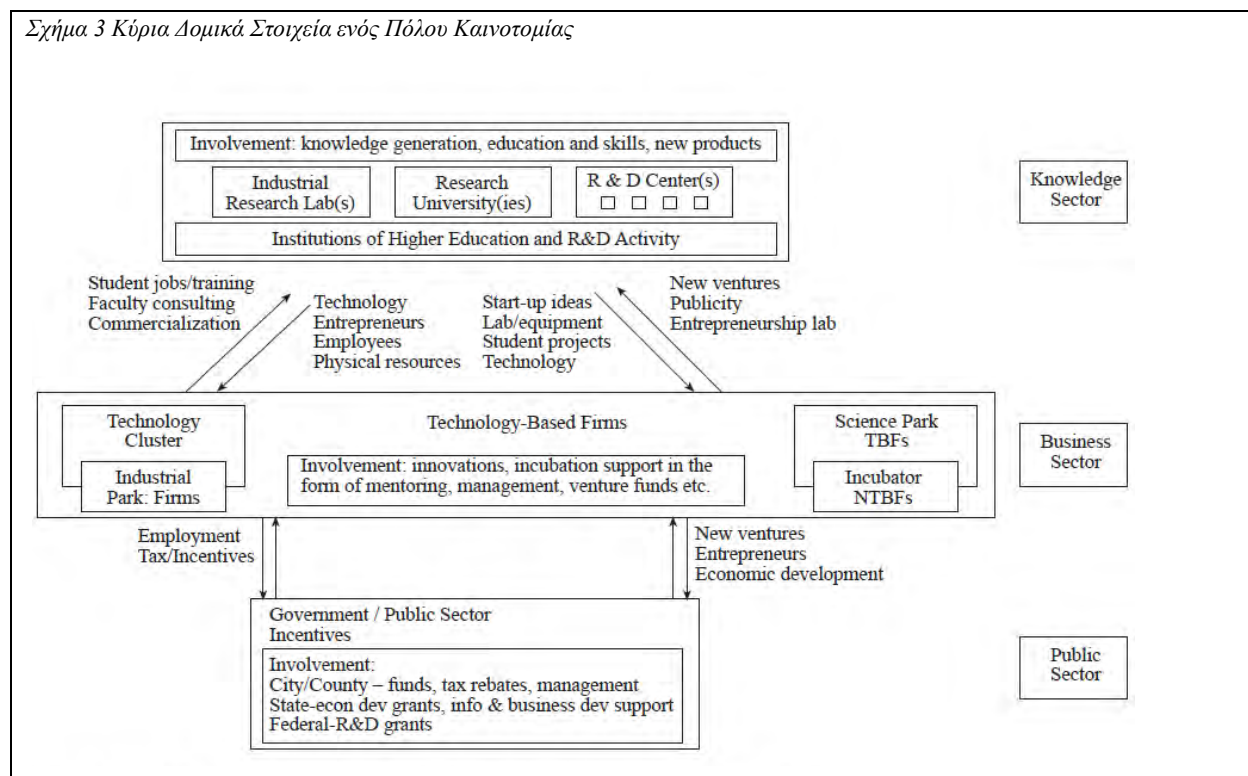 Σχήμα 3 Κύρια Δομικά Στοιχεία ενός Πόλου Καινοτομίας
Involvement: knowledge generation, education and skills, new products
Industrial
Research Lab(s)
Research
University(ies)
R & D Center(s)
Institutions of Higher Education and R&D Activity
Knowledge
Sector
Student jobs/training
Faculty consulting
Commercialization
Technology
Entrepreneurs
Employees
Physical resources
Start-up ideas
Lab/equipment
Student projects
Technology
New ventures
Publicity
Entrepreneurship lab
Technology
Cluster
Industrial
Park: Firms
Technology-Based Firms
Involvement: innovations, incubation support in the
form of mentoring, management, venture funds etc.
Science Park
TBFs
Incubator
NTBFs
Business
Sector
Employment
Tax/Incentives
New ventures
Entrepreneurs
Economic development
Government / Public Sector
Incentives
Involvement:
City/County – funds, tax rebates, management
State-econ dev grants, info & business dev support
Federal-R&D grants
Public
Sector